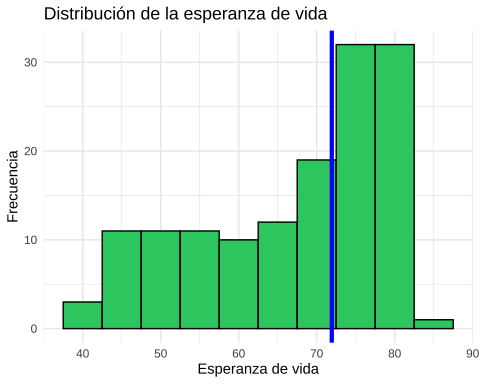 Distribución de la esperanza de vida
Frecuencia
30
20
10
0
40 50 60 70 80 90
Esperanza de vida